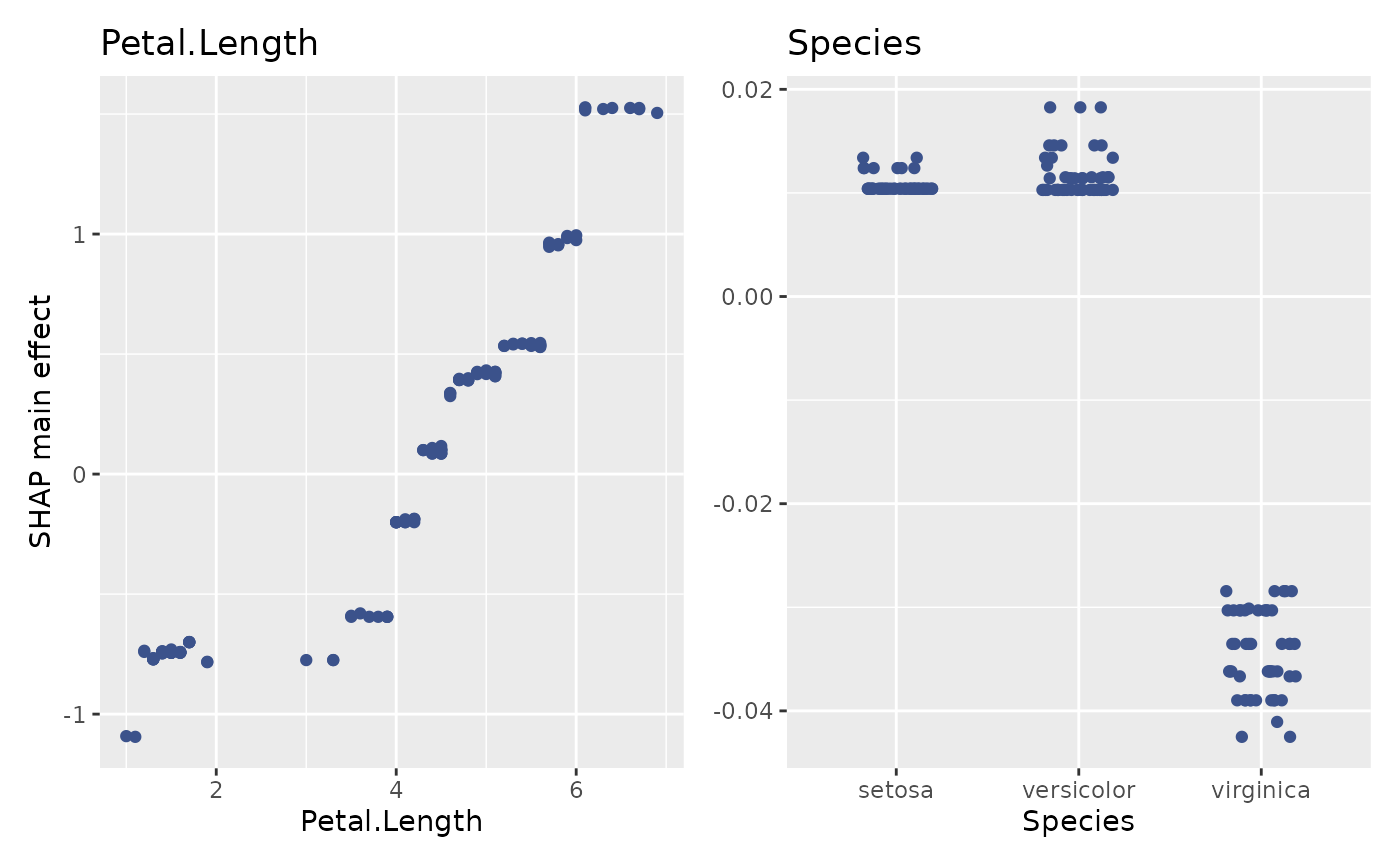 Petal.Length
SHAP main effect
1
0
-1
2 4 6
Petal.Length
Species
0.02
0.00
-0.02
-0.04
setosa versicolor virginica
Species